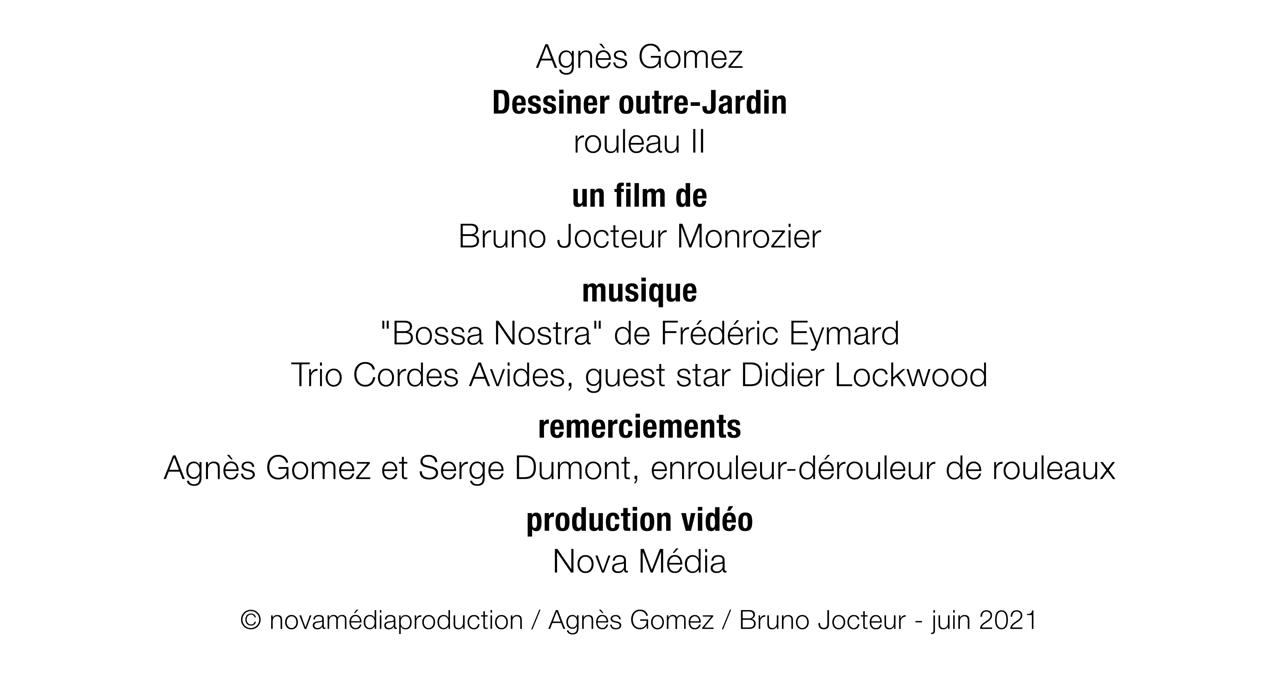 Agnès Gomez
Dessiner outre-Jardin
rouleau II
un film de
Bruno Jocteur Monrozier
musique
"Bossa Nostra" de Frédéric Eymard
Trio Cordes Avides, guest star Didier Lockwood
remerciements
Agnès Gomez et Serge Dumont, enrouleur-dérouleur de rouleaux
production vidéo
Nova Média
© novamédiaproduction / Agnès Gomez / Bruno Jocteur - juin 2021